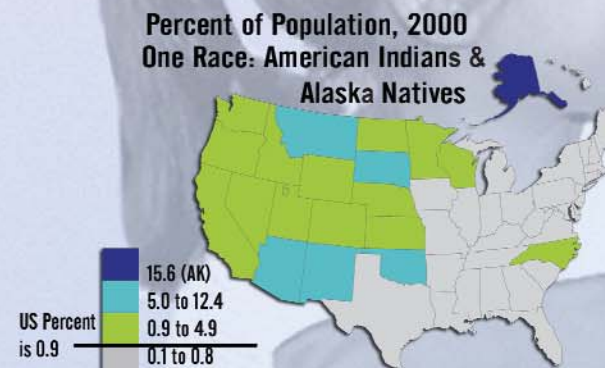 Percent of Population, 2000
One Race: American Indians &
Alaska Natives
15.6 (AK)
5.0 to 12.4
US Percent
0.9 to 4.9
is 0.9
0.1 to 0.8